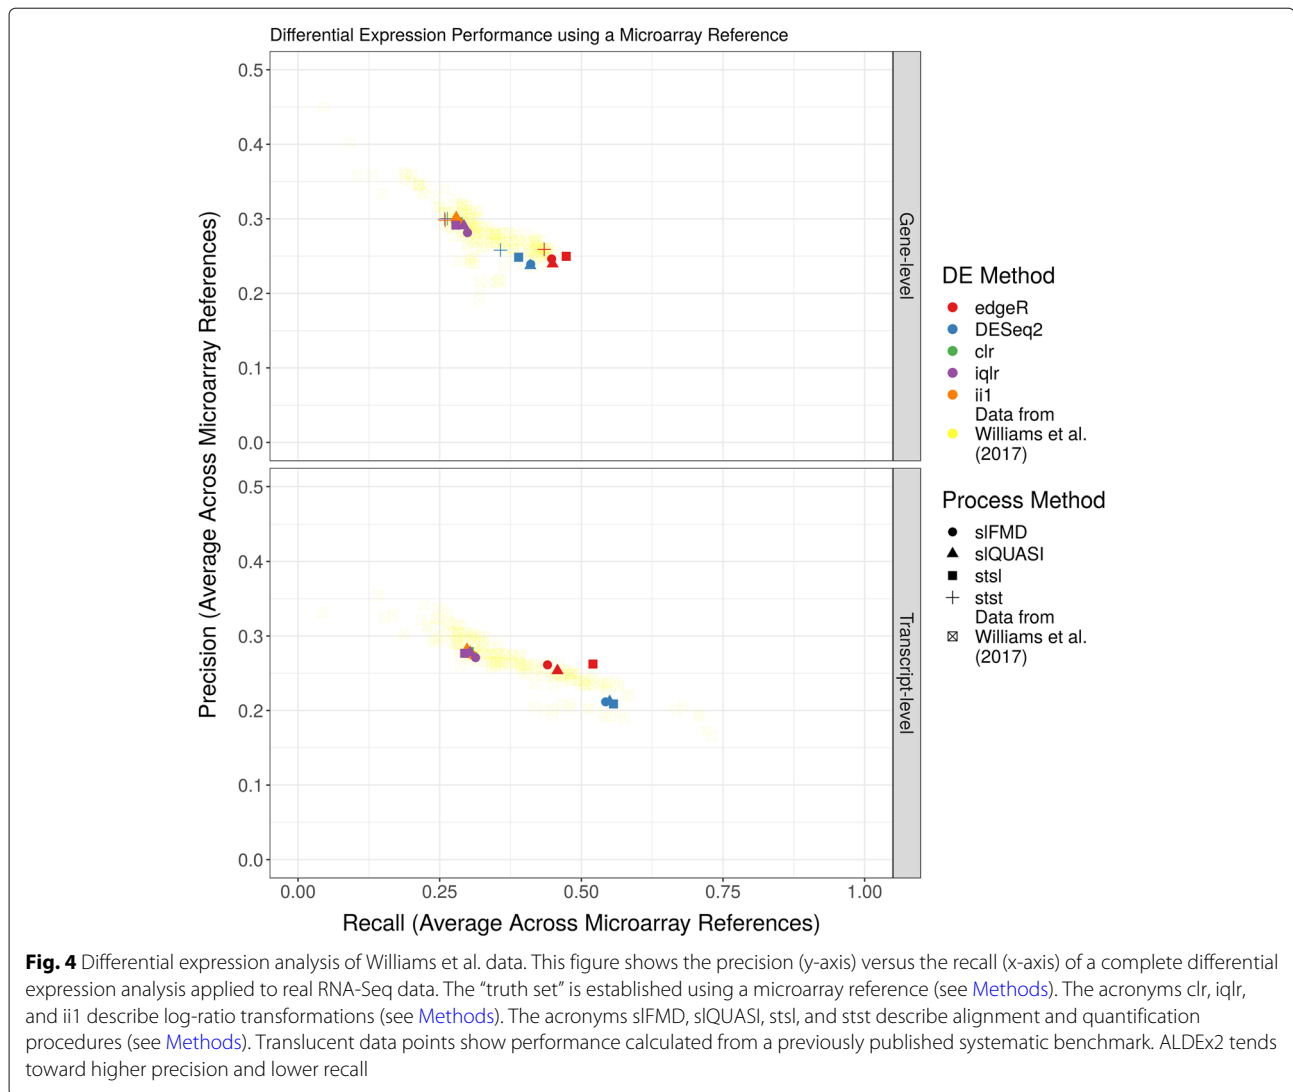 Differential Expression Performance using a Microarray Reference
Precision (Average Across Microarray References)
0.5
0.4
0.3
0.2
0.1
0.0
Gene-level
0.5
0.4
0.3
0.2
0.1
0.0
Transcript-level
0.00 0.25 0.50 0.75 1.00
Recall (Average Across Microarray References)
DE Method
edgeR
DESeq2
clr
iqlr
ii1
Data from
Williams et al.
(2017)
Process Method
slFMD
slQUASI
stsl
stst
Data from
Williams et al.
(2017)
Fig. 4 Differential expression analysis of Williams et al. data. This figure shows the precision (y-axis) versus the recall (x-axis) of a complete differential
expression analysis applied to real RNA-Seq data. The “truth set” is established using a microarray reference (see Methods). The acronyms clr, iqlr,
and ii1 describe log-ratio transformations (see Methods). The acronyms slFMD, slQUASI, stsl, and stst describe alignment and quantification
procedures (see Methods). Translucent data points show performance calculated from a previously published systematic benchmark. ALDEx2 tends
toward higher precision and lower recall